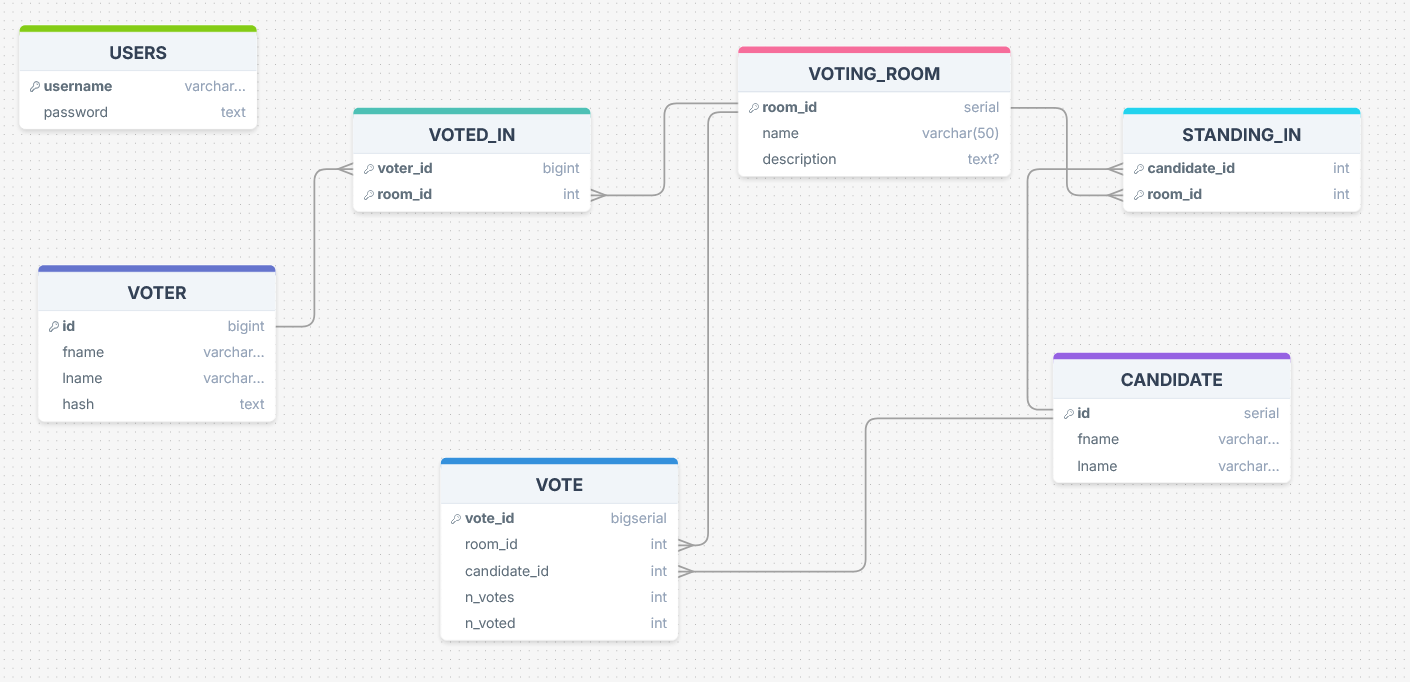 USERS
username varchar...
password text
VOTED_IN
voter_id bigint
room_id int
VOTING_ROOM
room_id serial
name varchar(50)
description text?
STANDING_IN
candidate_id int
room_id int
VOTER
id bigint
fname varchar...
lname varchar...
hash text
CANDIDATE
id serial
fname varchar...
lname varchar...
VOTE
vote_id bigserial
room_id int
candidate_id int
n_votes int
n_voted int